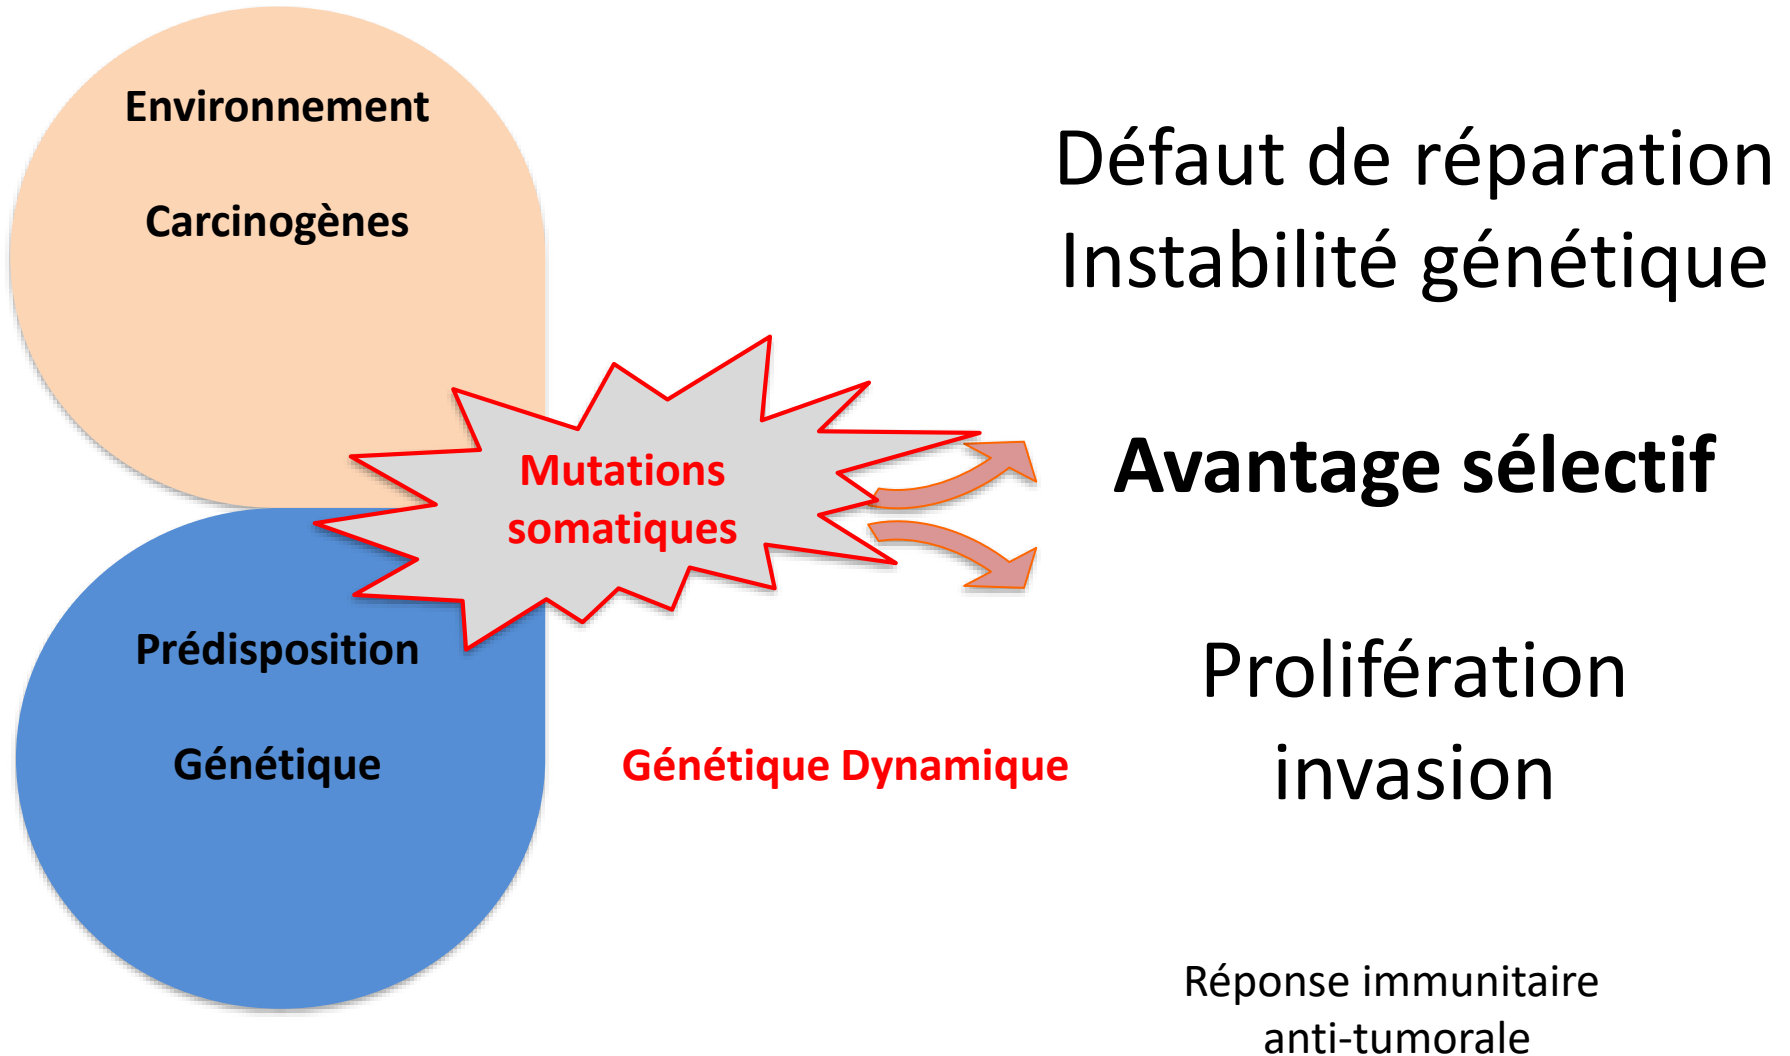 Environnement
Carcinogènes
Mutations
somatiques
Prédisposition
Génétique
Génétique Dynamique
Défaut de réparation
Instabilité génétique
Avantage sélectif
Prolifération
invasion
Réponse immunitaire
anti-tumorale